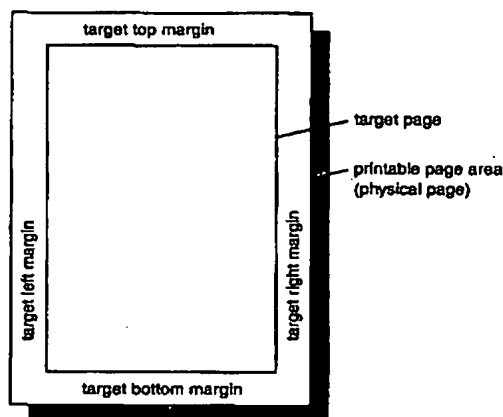 target top margin
target page
printable page area
(physical page)
target left margin
target right margin
target bottom margin